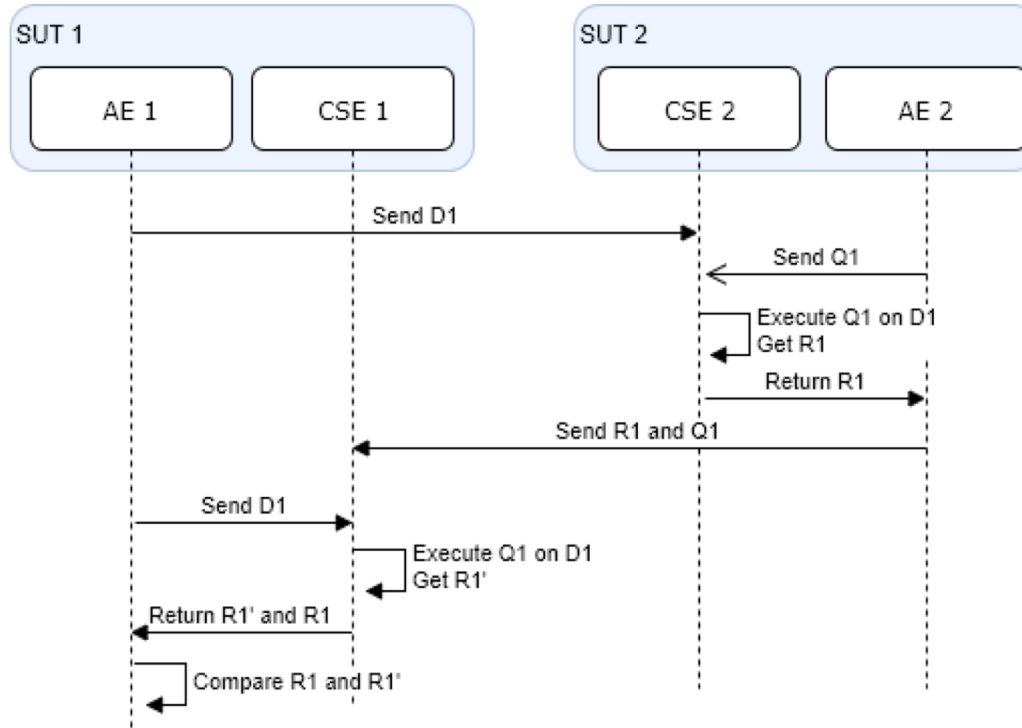 SUT 1
SUT 2
AE 1
CSE 1
CSE 2
AE 2
Send D1
Send Q1
Execute Q1 on D1
Get R1
Return R1
Send R1 and Q1
Send D1
Execute Q1 on D1
Get R1'
Return R1' and R1
Compare R1 and R1'